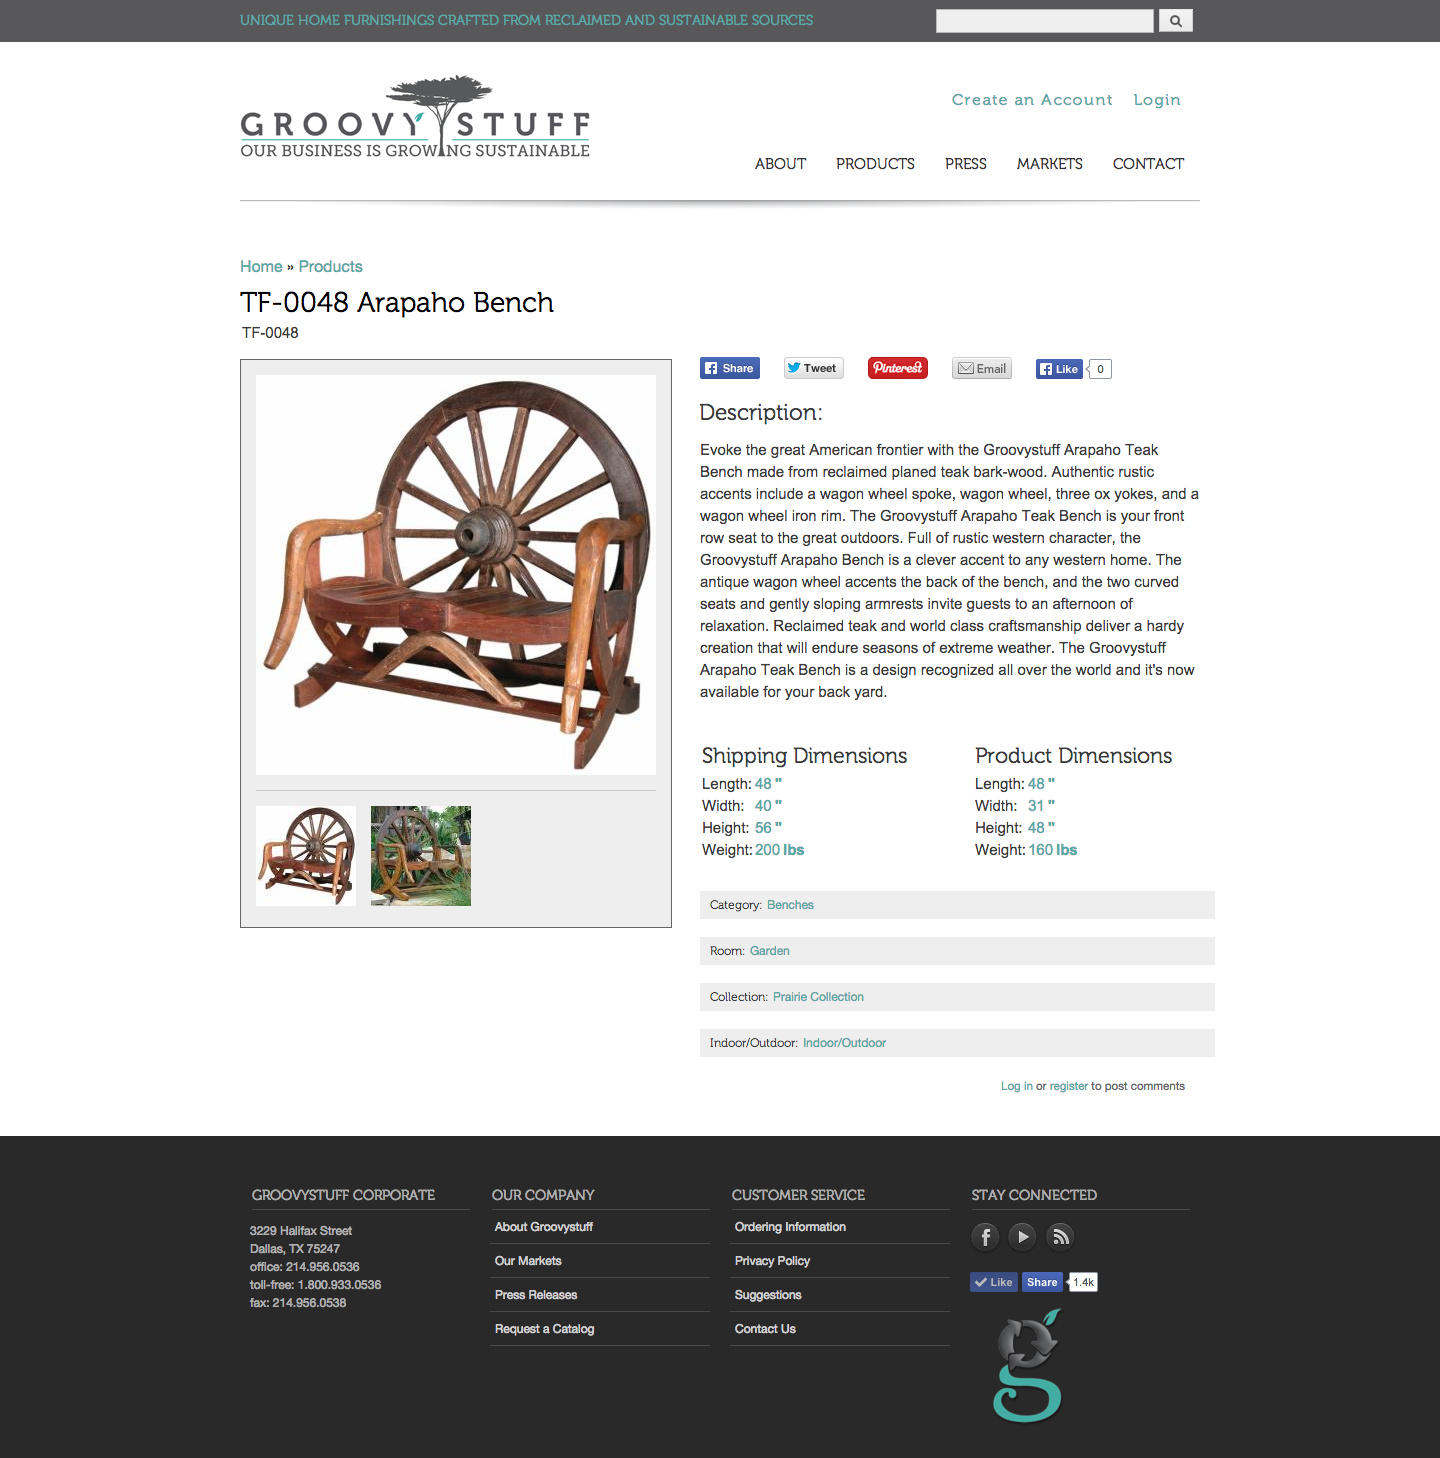 UNIQUE HOME FURNISHINGS CRAFTED FROM RECLAIMED AND SUSTAINABLE SOURCES
GROOVY STUFF
OUR BUSINESS IS GROWING SUSTAINABLE
Create an Account Login
ABOUT PRODUCTS PRESS MARKETS CONTACT
Home » Products
TF-0048 Arapaho Bench
TF-0048
Share Tweet Pinterest Email Like 0
Description:
Evoke the great American frontier with the Groovystuff Arapaho Teak
Bench made from reclaimed planed teak bark-wood. Authentic rustic
accents include a wagon wheel spoke, wagon wheel, three ox yokes, and a
wagon wheel iron rim. The Groovystuff Arapaho Teak Bench is your front
row seat to the great outdoors. Full of rustic western character, the
Groovystuff Arapaho Bench is a clever accent to any western home. The
antique wagon wheel accents the back of the bench, and the two curved
seats and gently sloping armrests invite guests to an afternoon of
relaxation. Reclaimed teak and world class craftsmanship deliver a hardy
creation that will endure seasons of extreme weather. The Groovystuff
Arapaho Teak Bench is a design recognized all over the world and it's now
available for your back yard.
Shipping Dimensions
Length: 48 "
Width: 40 "
Height: 56 "
Weight: 200 lbs
Product Dimensions
Length: 48 "
Width: 31 "
Height: 48 "
Weight: 160 lbs
Category: Benches
Room: Garden
Collection: Prairie Collection
Indoor/Outdoor: Indoor/Outdoor
Log in or register to post comments
GROOVYSTUFF CORPORATE
3229 Halifax Street
Dallas, TX 75247
office: 214.956.0536
toll-free: 1.800.933.0536
fax: 214.956.0538
OUR COMPANY
About Groovystuff
Our Markets
Press Releases
Request a Catalog
CUSTOMER SERVICE
Ordering Information
Privacy Policy
Suggestions
Contact Us
STAY CONNECTED
Like Share 1.4k